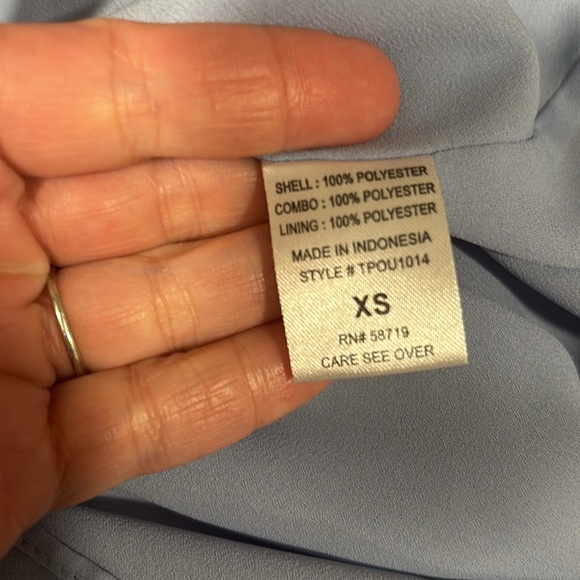 SHELL : 100% POLYESTER
COMBO : 100% POLYESTER
LINING : 100% POLYESTER
MADE IN INDONESIA
STYLE # TPOU1014
XS
RN# 58719
CARE SEE OVER